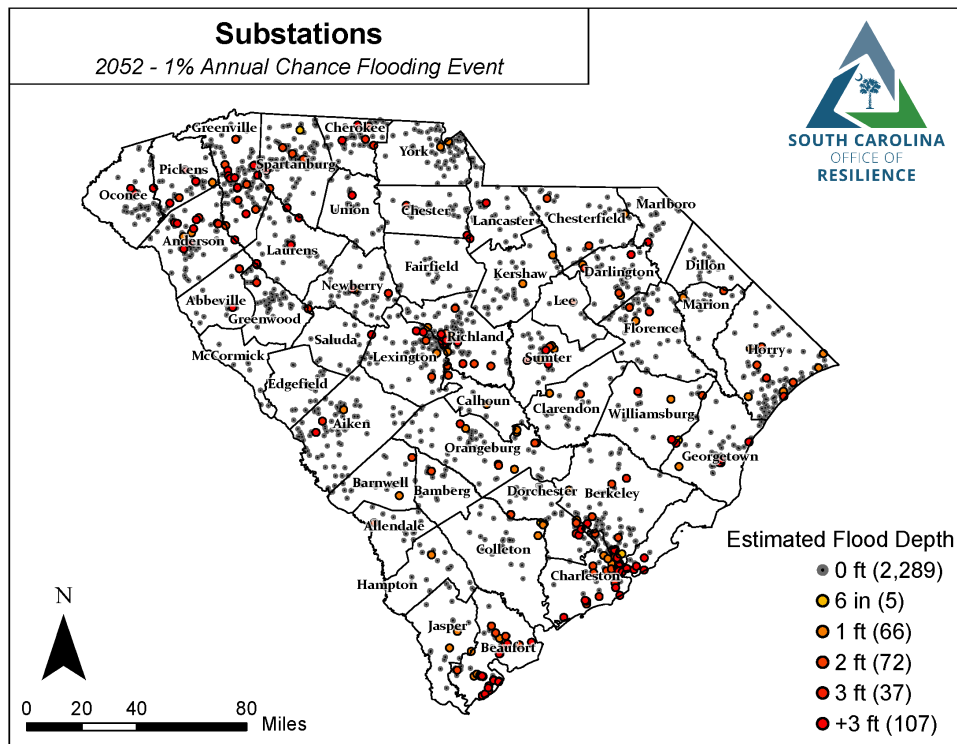 Substations
2052 - 1% Annual Chance Flooding Event
SOUTH CAROLINA
OFFICE OF
RESILIENCE
Greenville
Cherokee
York
Spartanburg
Pickens
Oconee
Union
Chester
Lancaster
Chesterfield
Marlboro
Anderson
Laurens
Fairfield
Kershaw
Darlington
Dillon
Newberry
Abbeville
Greenwood
Lee
Marion
Florence
Saluda
Richland
Horry
McCormick
Lexington
Sumter
Edgefield
Calhoun
Clarendon
Williamsburg
Aiken
Orangeburg
Georgetown
Barnwell
Bamberg
Dorchester
Berkeley
Allendale
Colleton
Charleston
Hampton
Jasper
Beaufort
Estimated Flood Depth
0 ft (2,289)
6 in (5)
1 ft (66)
2 ft (72)
3 ft (37)
+3 ft (107)
N
0 20 40 80
Miles